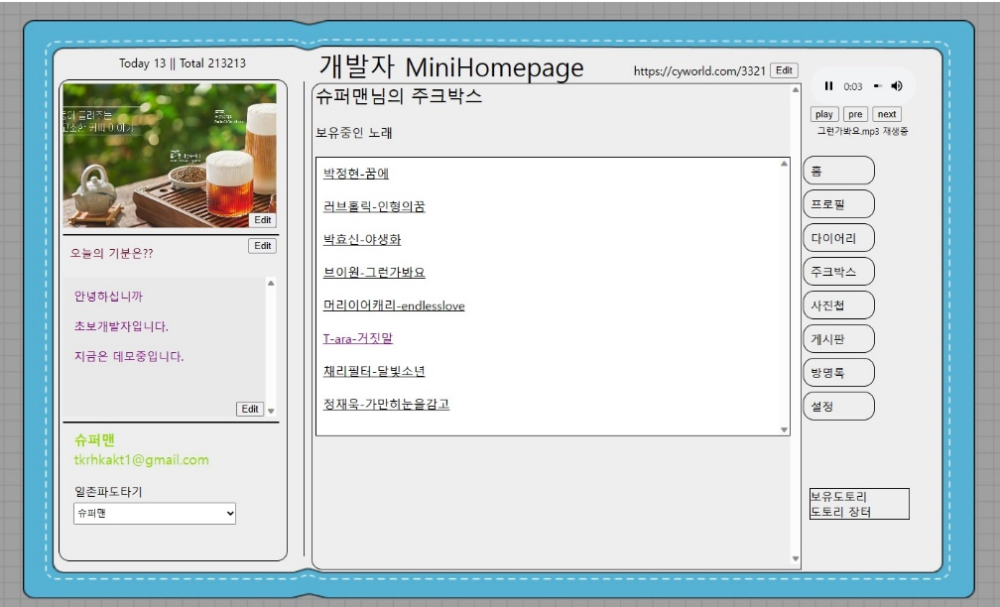 Today 13 || Total 213213
개발자 MiniHomepage
https://cyworld.com/3321 Edit
Edit
오늘의 기분은?? Edit
안녕하십니까
초보개발자입니다.
지금은 데모중입니다.
Edit
슈퍼맨
tkrhkakt1@gmail.com
일촌파도타기
슈퍼맨
슈퍼맨님의 주크박스
보유중인 노래
박정현-꿈에
러브홀릭-인형의꿈
박효신-야생화
브이원-그런가봐요
머리이어캐리-endlesslove
T-ara-거짓말
채리필터-달빛소년
정재욱-가만히눈을감고
0:03
play pre next
그런가봐요.mp3 재생중
홈
프로필
다이어리
주크박스
사진첩
게시판
방명록
설정
보유도토리
도토리 장터